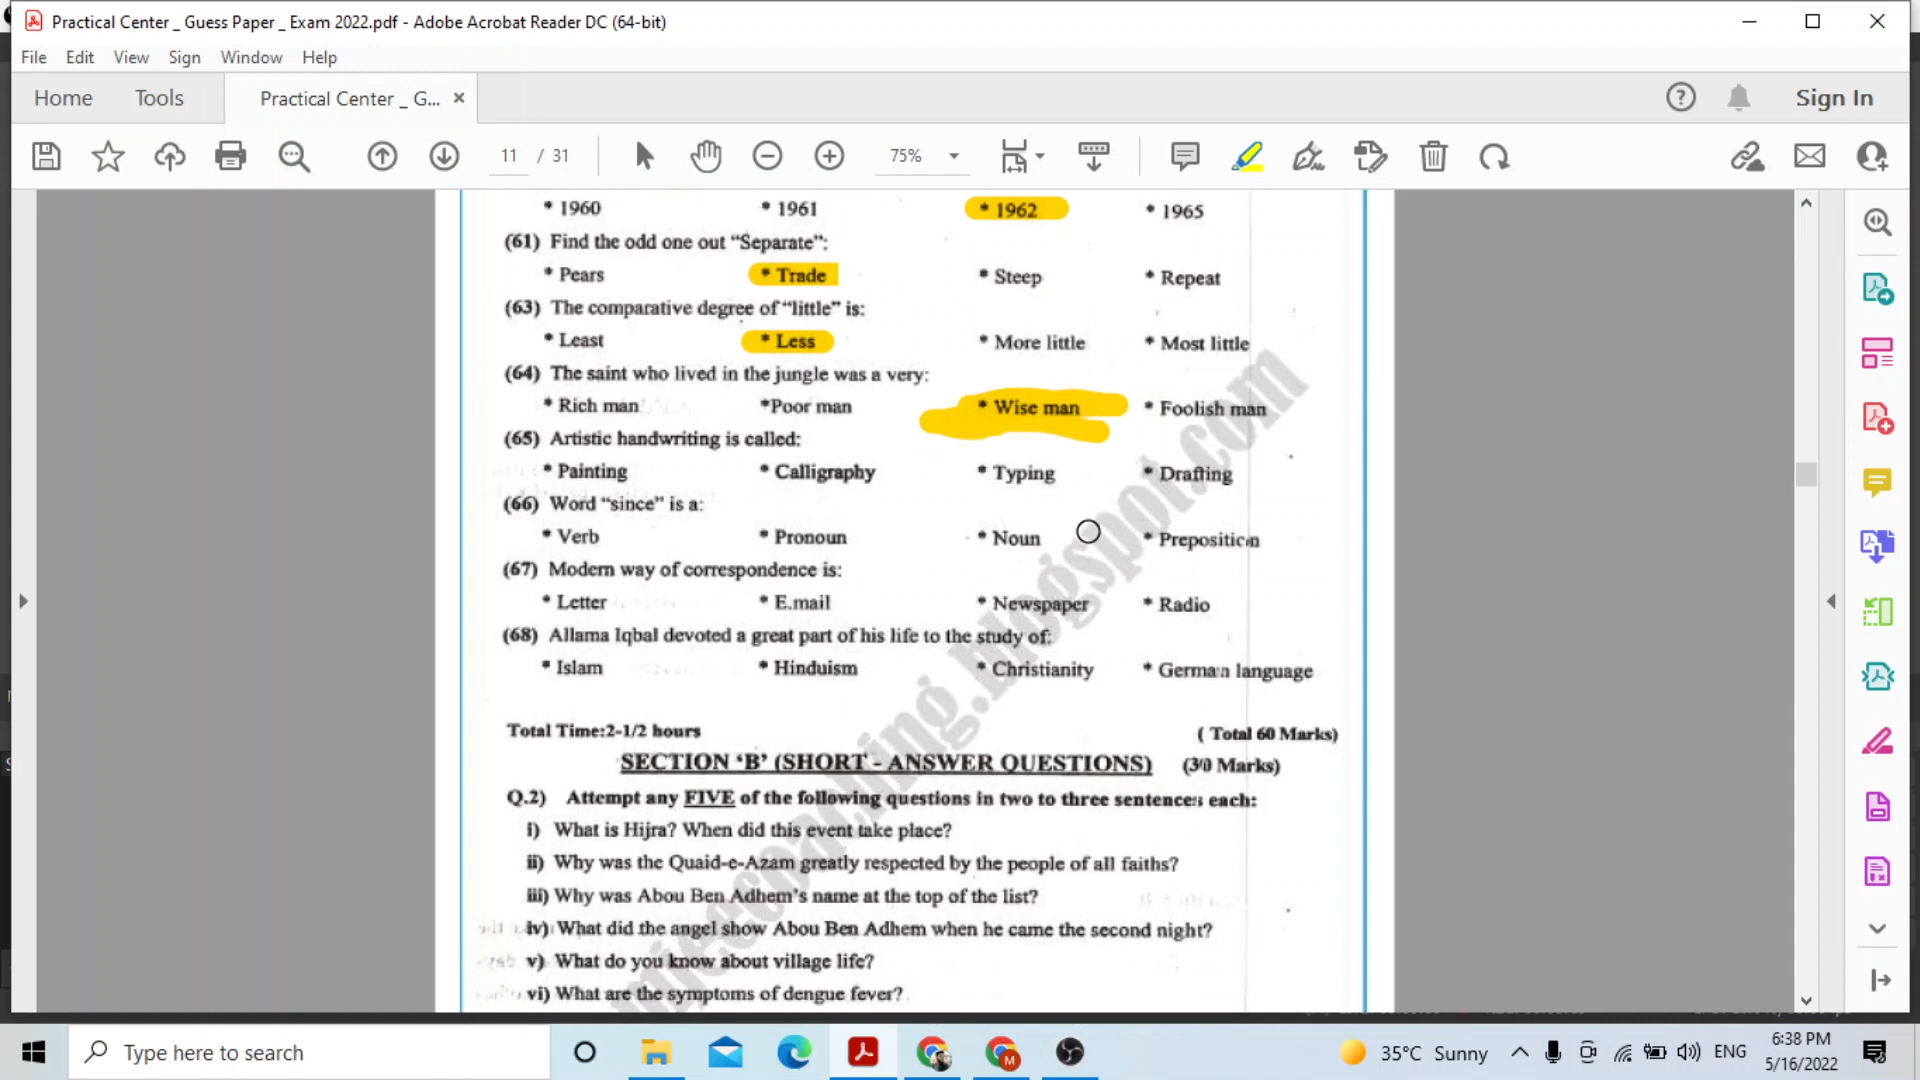 Practical Center _ Guess Paper _ Exam 2022.pdf - Adobe Acrobat Reader DC (64-bit)
File Edit View Sign Window Help
Home Tools Practical Center _ G... × Sign In
11 / 31 75%
* 1960 * 1961 * 1962 * 1965
(61) Find the odd one out “Separate”:
* Pears * Trade * Steep * Repeat
(63) The comparative degree of “little” is:
* Least * Less * More little * Most little
(64) The saint who lived in the jungle was a very:
* Rich man *Poor man * Wise man * Foolish man
(65) Artistic handwriting is called:
* Painting * Calligraphy * Typing * Drafting
(66) Word “since” is a:
* Verb * Pronoun * Noun * Preposition
(67) Modern way of correspondence is:
* Letter * E.mail * Newspaper * Radio
(68) Allama Iqbal devoted a great part of his life to the study of:
* Islam * Hinduism * Christianity * German language
Total Time:2-1/2 hours ( Total 60 Marks)
SECTION ‘B’ (SHORT - ANSWER QUESTIONS) (30 Marks)
Q.2) Attempt any FIVE of the following questions in two to three sentences each:
i) What is Hijra? When did this event take place?
ii) Why was the Quaid-e-Azam greatly respected by the people of all faiths?
iii) Why was Abou Ben Adhem’s name at the top of the list?
iv) What did the angel show Abou Ben Adhem when he came the second night?
v) What do you know about village life?
vi) What are the symptoms of dengue fever?
Type here to search
35°C Sunny ENG 6:38 PM
5/16/2022